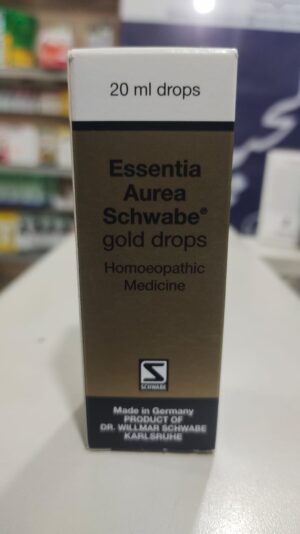 20 ml drops
Essentia
Aurea
Schwabe®
gold drops
Homoeopathic
Medicine
SCHWABE
Made in Germany
PRODUCT OF
DR. WILLMAR SCHWABE
KARLSRUHE